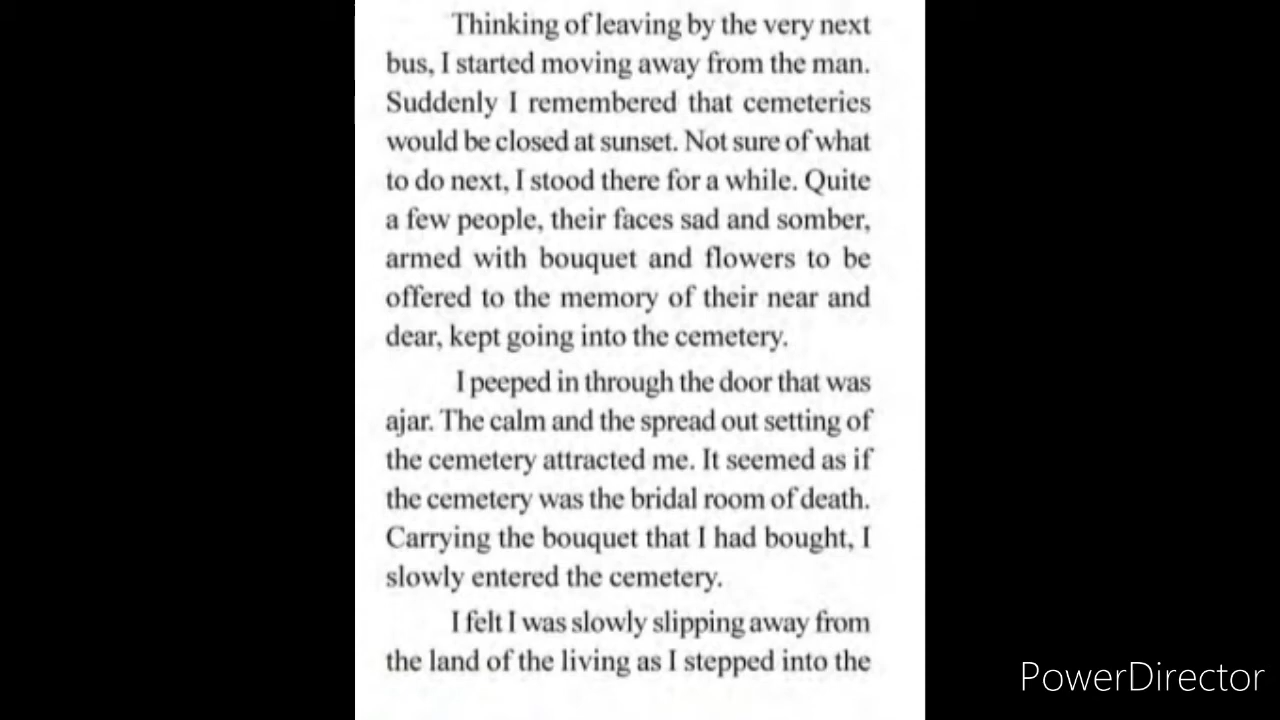 Thinking of leaving by the very next
bus, I started moving away from the man.
Suddenly I remembered that cemeteries
would be closed at sunset. Not sure of what
to do next, I stood there for a while. Quite
a few people, their faces sad and somber,
armed with bouquet and flowers to be
offered to the memory of their near and
dear, kept going into the cemetery.
I peeped in through the door that was
ajar. The calm and the spread out setting of
the cemetery attracted me. It seemed as if
the cemetery was the bridal room of death.
Carrying the bouquet that I had bought, I
slowly entered the cemetery.
I felt I was slowly slipping away from
the land of the living as I stepped into the
PowerDirector